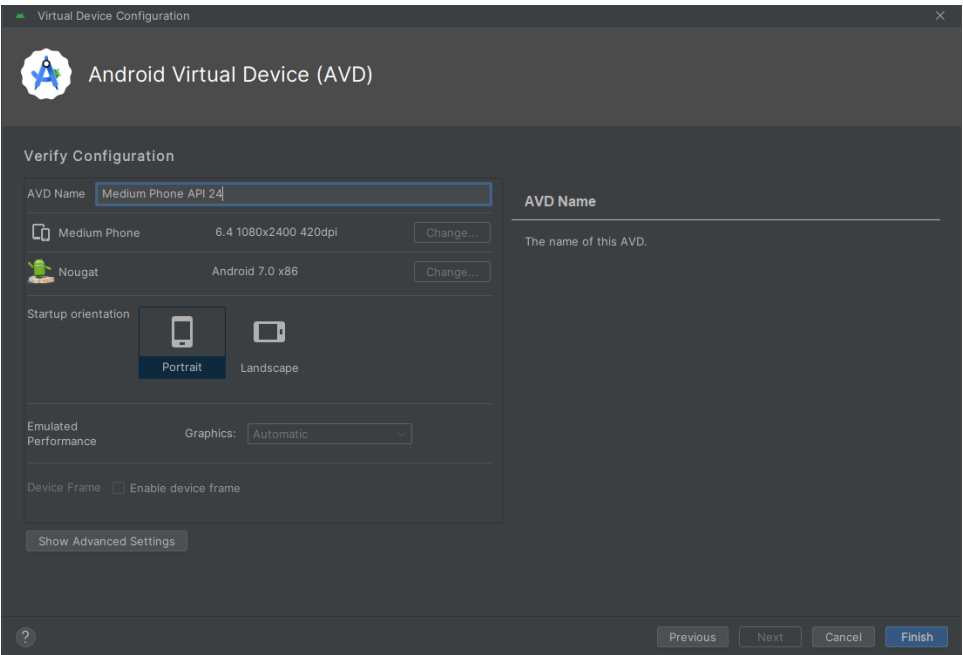 Virtual Device Configuration
Android Virtual Device (AVD)
Verify Configuration
AVD Name Medium Phone API 24
Medium Phone 6.4 1080x2400 420dpi Change...
Nougat Android 7.0 x86 Change...
Startup orientation
Portrait
Landscape
Emulated
Performance
Graphics: Automatic
Device Frame Enable device frame
Show Advanced Settings
AVD Name
The name of this AVD.
?
Previous Next Cancel Finish